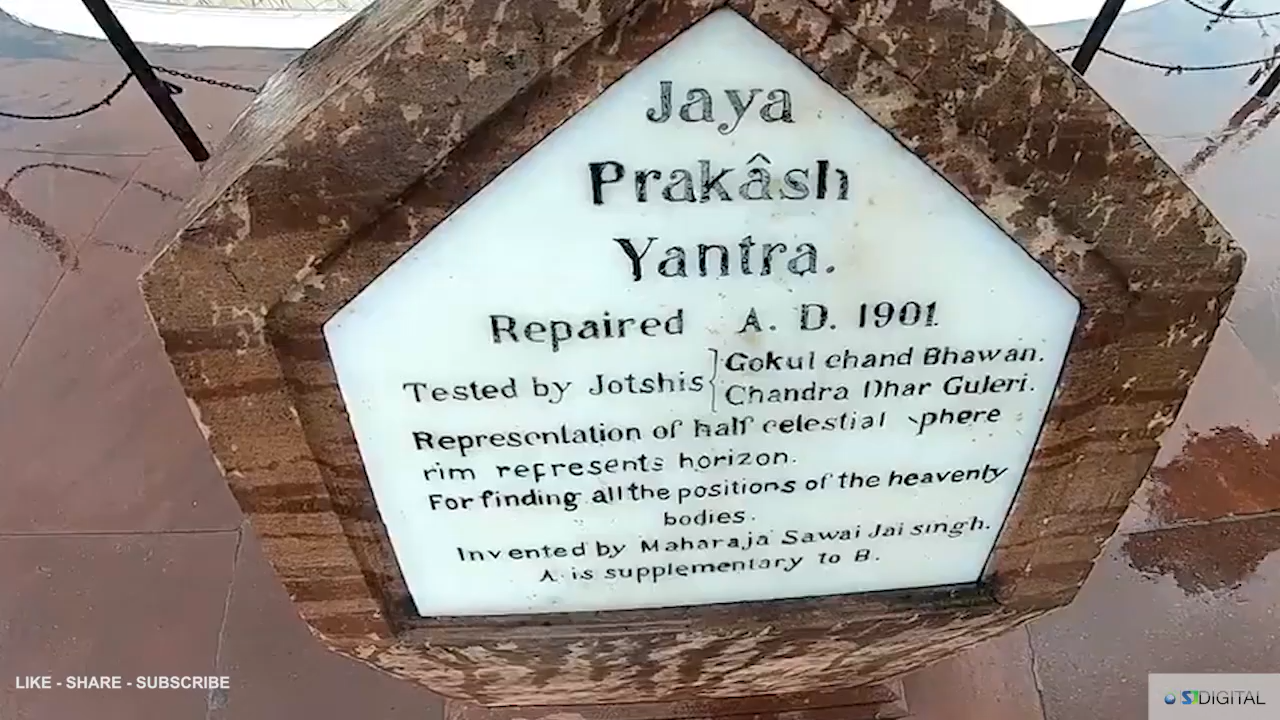 Jaya
Prakâsh
Yantra.
Repaired A. D. 1901.
Tested by Jotshis { Gokul chand Bhawan.
Chandra Dhar Guleri.
Representation of half celestial sphere
rim represents horizon.
For finding all the positions of the heavenly
bodies.
Invented by Maharaja Sawai Jai singh.
A. is supplementary to B.
LIKE - SHARE - SUBSCRIBE
SJDIGITAL